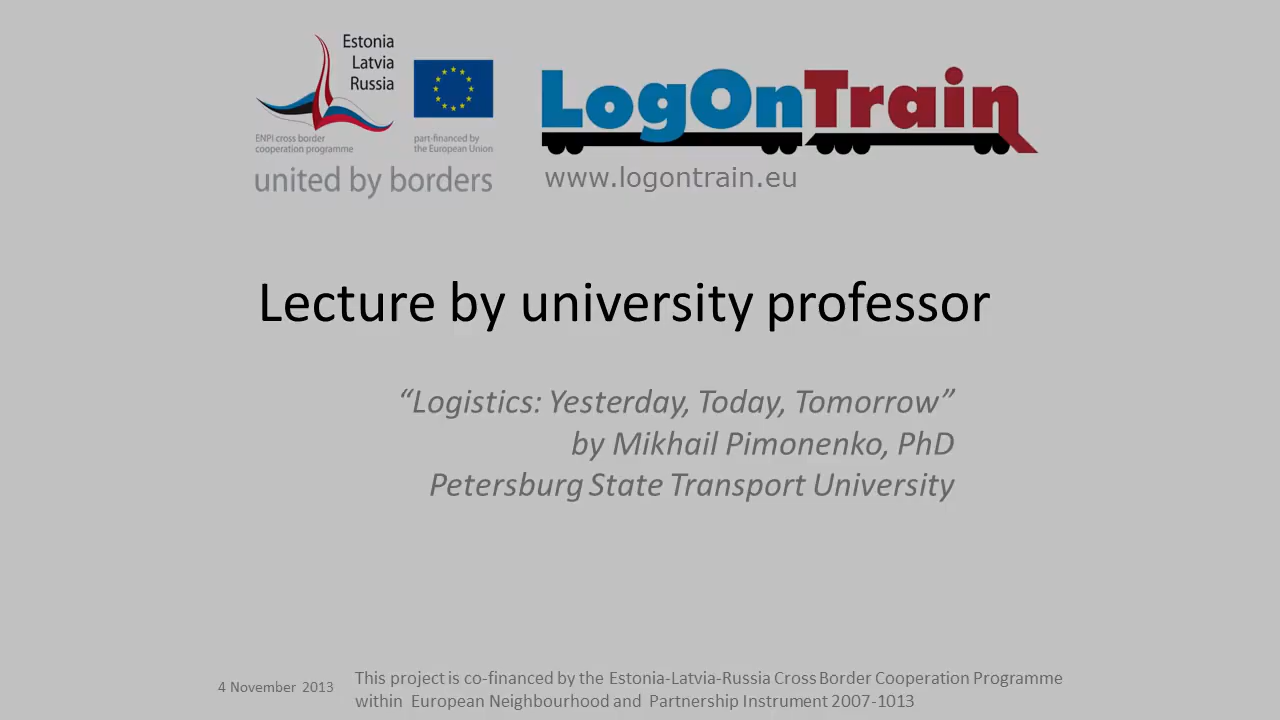 Estonia
Latvia
Russia
ENPI cross border
cooperation programme
part-financed by
the European Union
united by borders
LogOnTrain
www.logontrain.eu
Lecture by university professor
“Logistics: Yesterday, Today, Tomorrow”
by Mikhail Pimonenko, PhD
Petersburg State Transport University
4 November 2013
This project is co-financed by the Estonia-Latvia-Russia Cross Border Cooperation Programme
within European Neighbourhood and Partnership Instrument 2007-1013